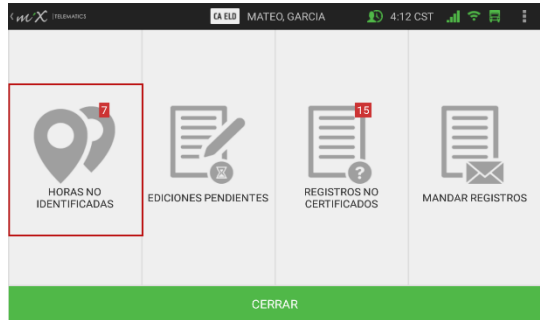 miX TELEMATICS CA ELD MATEO, GARCIA 4:12 CST
7
15
?
HORAS NO
IDENTIFICADAS
EDICIONES PENDIENTES
REGISTROS NO
CERTIFICADOS
MANDAR REGISTROS
CERRAR